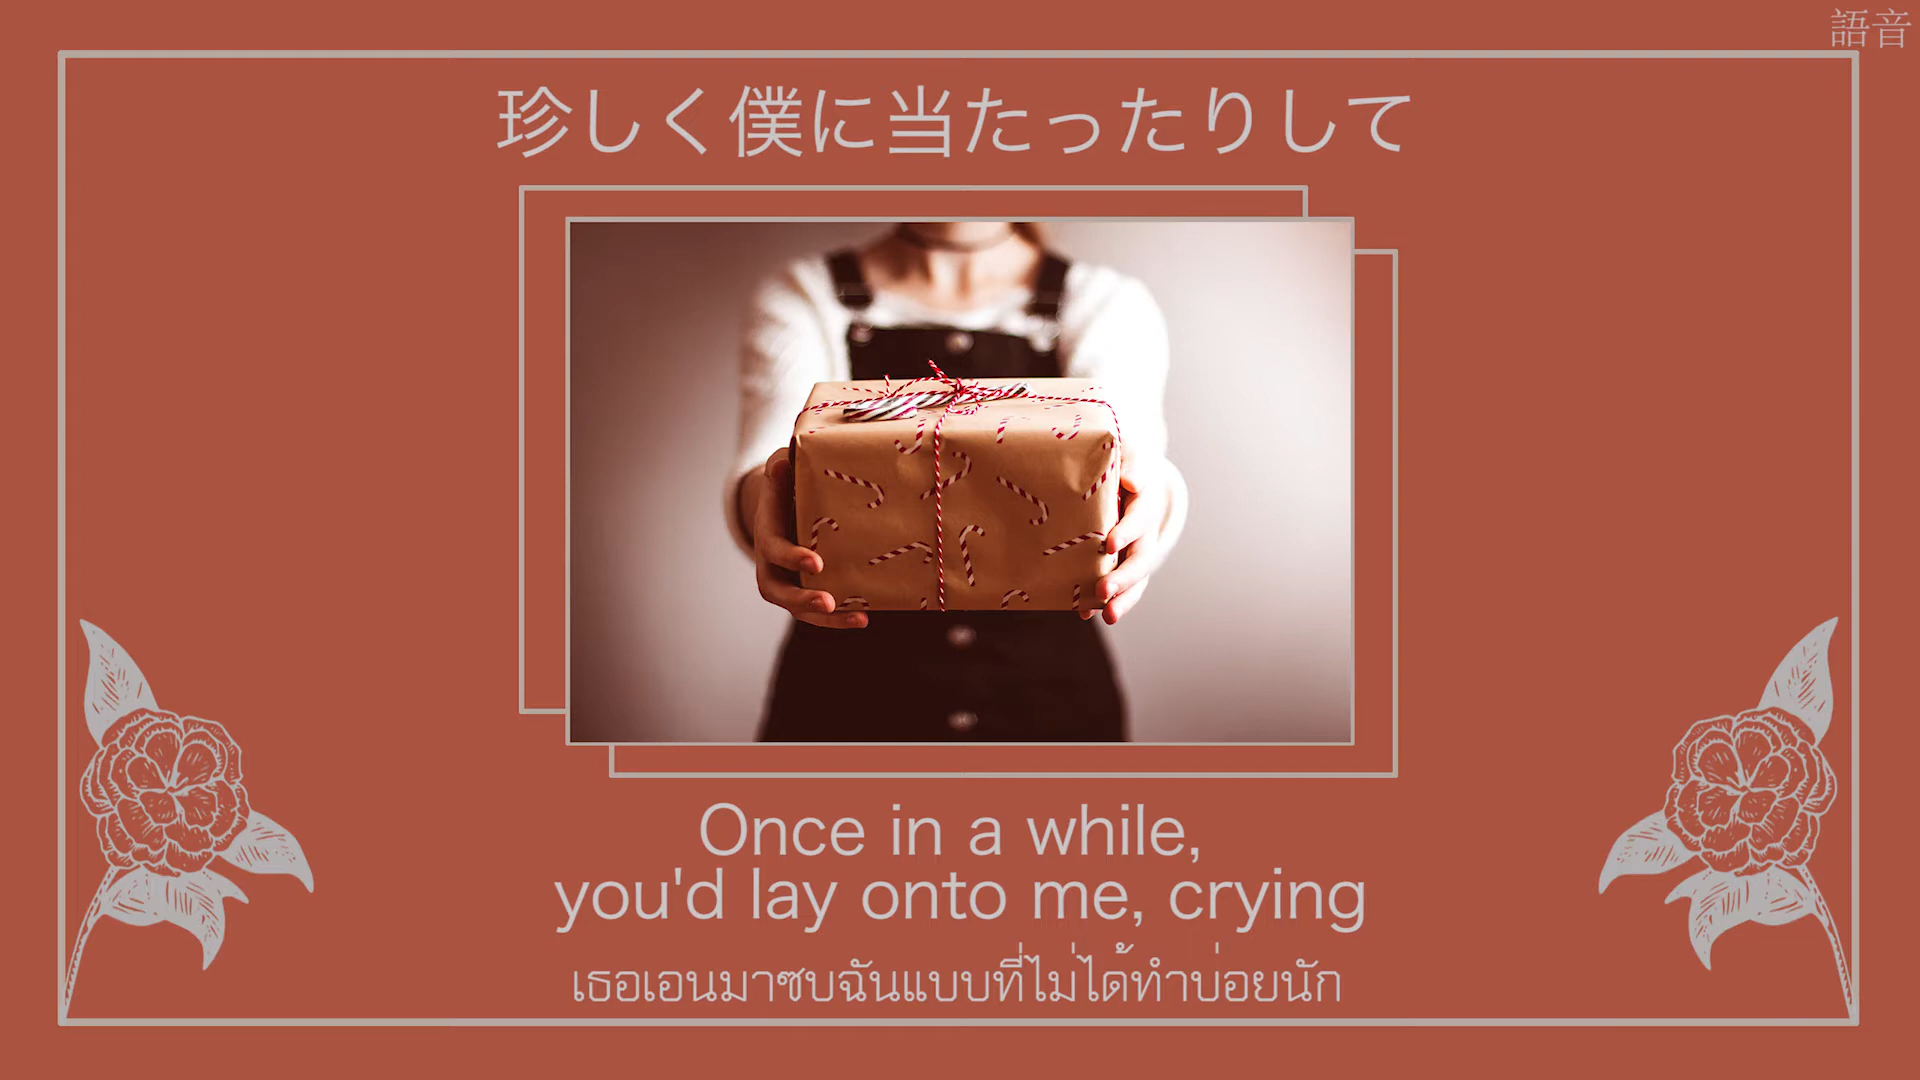 語音
珍しく僕に当たったりして
Once in a while,
you'd lay onto me, crying
เธอเอนมาซบฉันแบบที่ไม่ได้ทำบ่อยนัก